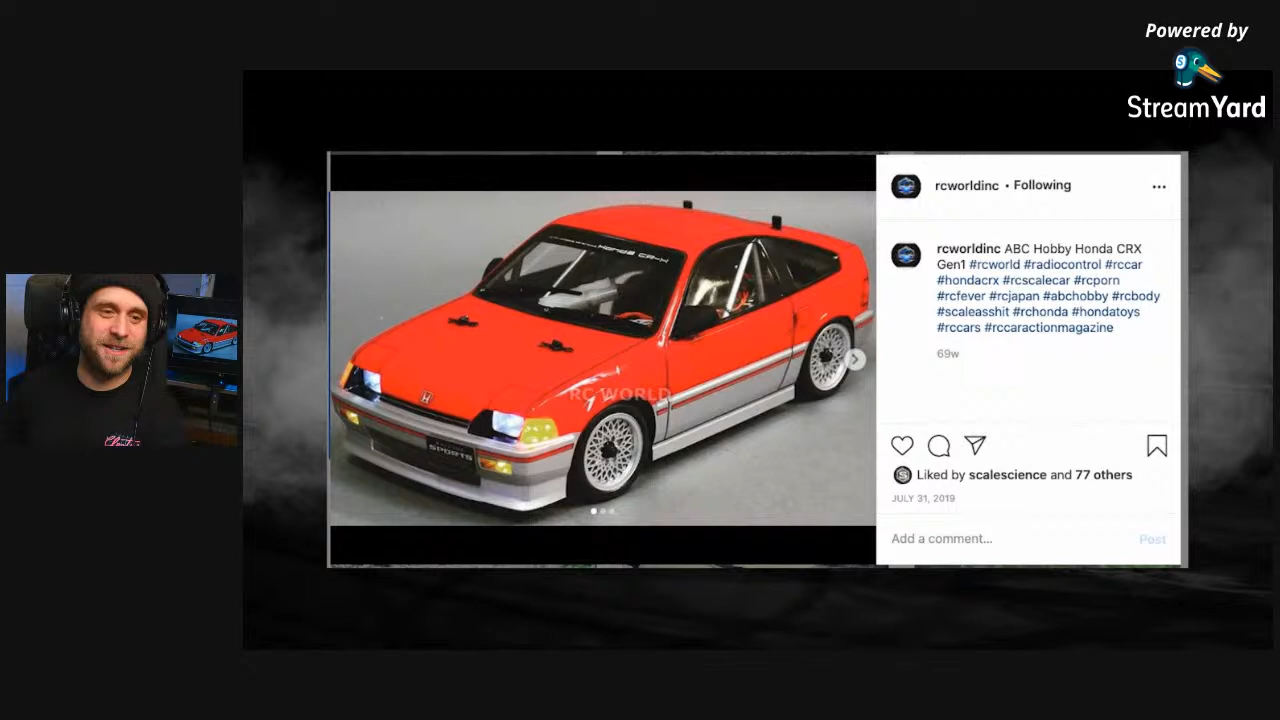 Powered by
StreamYard
rcworldinc • Following
rcworldinc ABC Hobby Honda CRX
Gen1 #rcworld #radiocontrol #rccar
#hondacrx #rcscalecar #rcporn
#rcfever #rcjapan #abchobby #rcbody
#scaleasshit #rchonda #hondatoys
#rccars #rccaractionmagazine
69w
Honda CR-X
RC WORLD
SPORTS
Liked by scalescience and 77 others
JULY 31, 2019
Add a comment...
Post